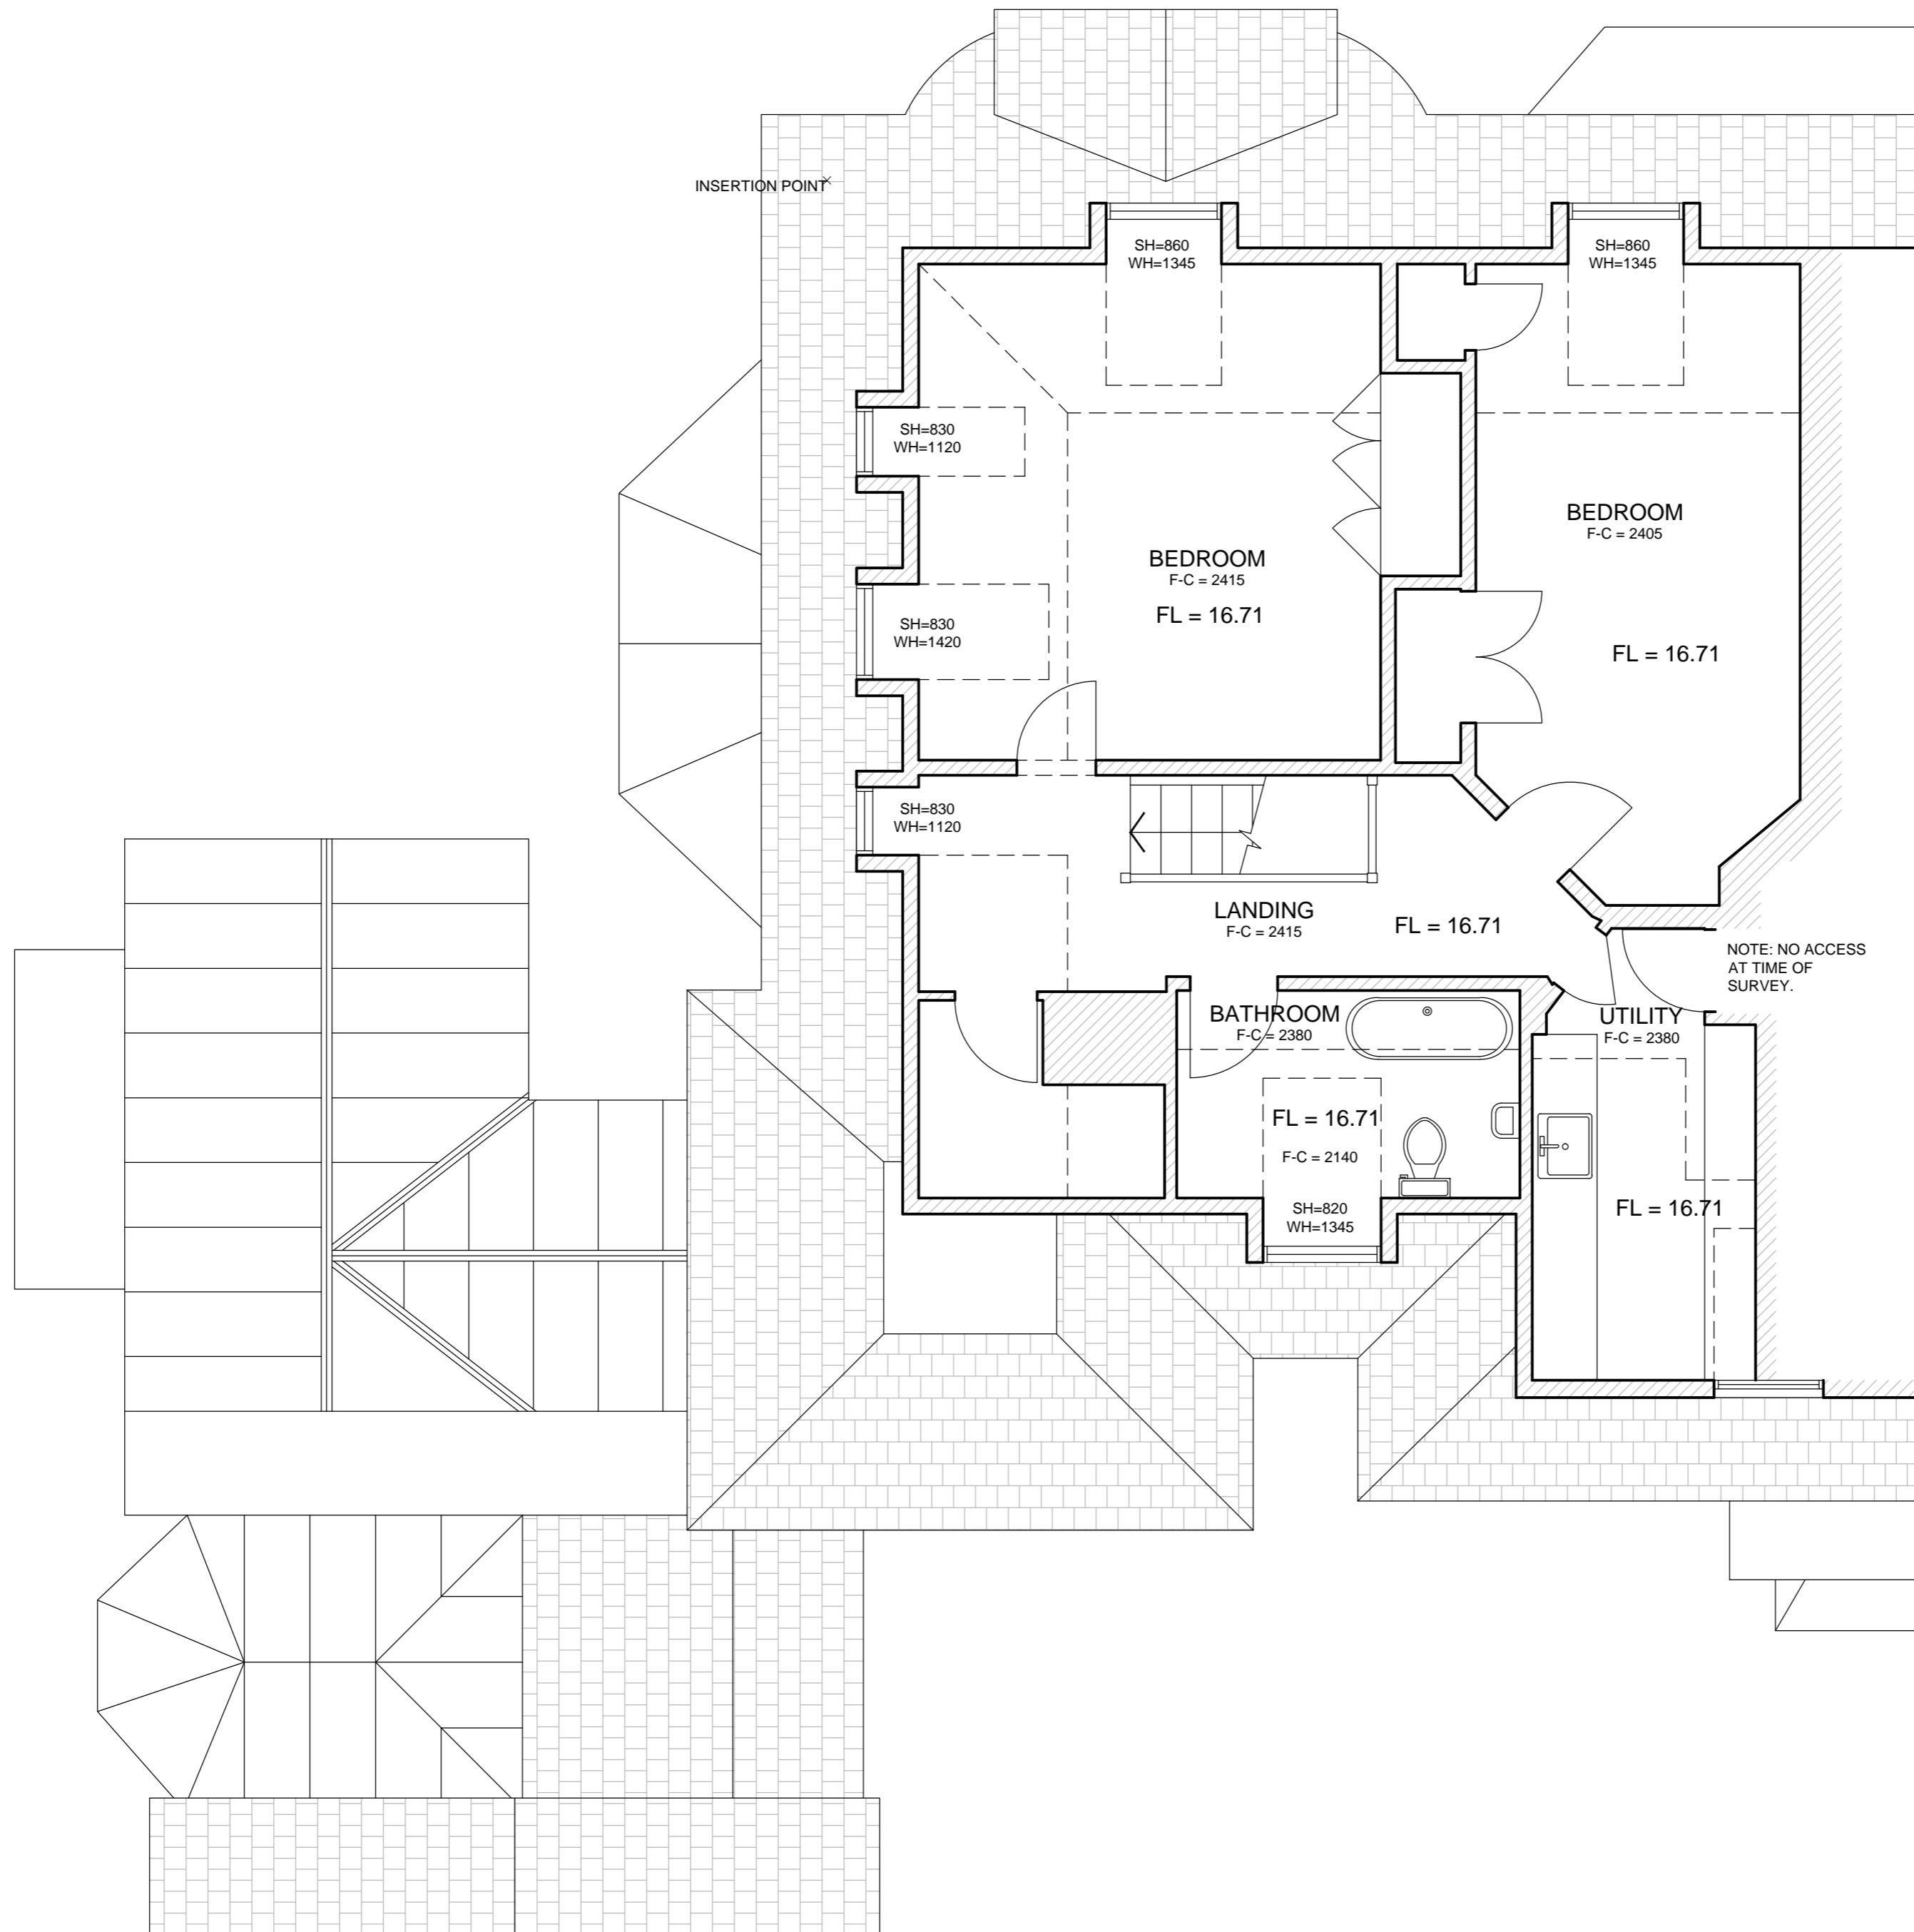 INSERTION POINT
SH=860
WH=1345
SH=860
WH=1345
SH=830
WH=1120
BEDROOM
F-C = 2405
BEDROOM
F-C = 2415
FL = 16.71
SH=830
WH=1420
FL = 16.71
SH=830
WH=1120
LANDING
F-C = 2415
FL = 16.71
NOTE: NO ACCESS
AT TIME OF
SURVEY.
BATHROOM
F-C = 2380
UTILITY
F-C = 2380
FL = 16.71
F-C = 2140
SH=820
WH=1345
FL = 16.71